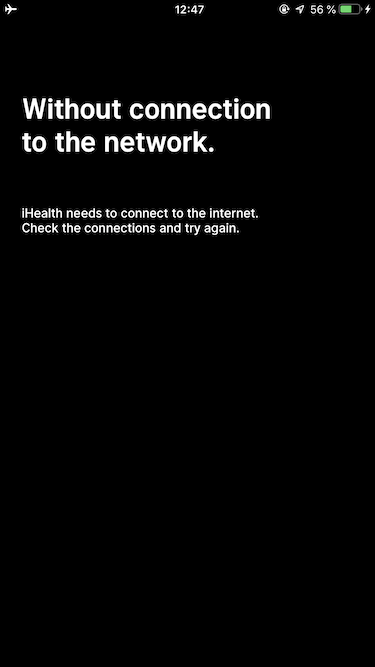 12:47
56 %
Without connection
to the network.
iHealth needs to connect to the internet.
Check the connections and try again.